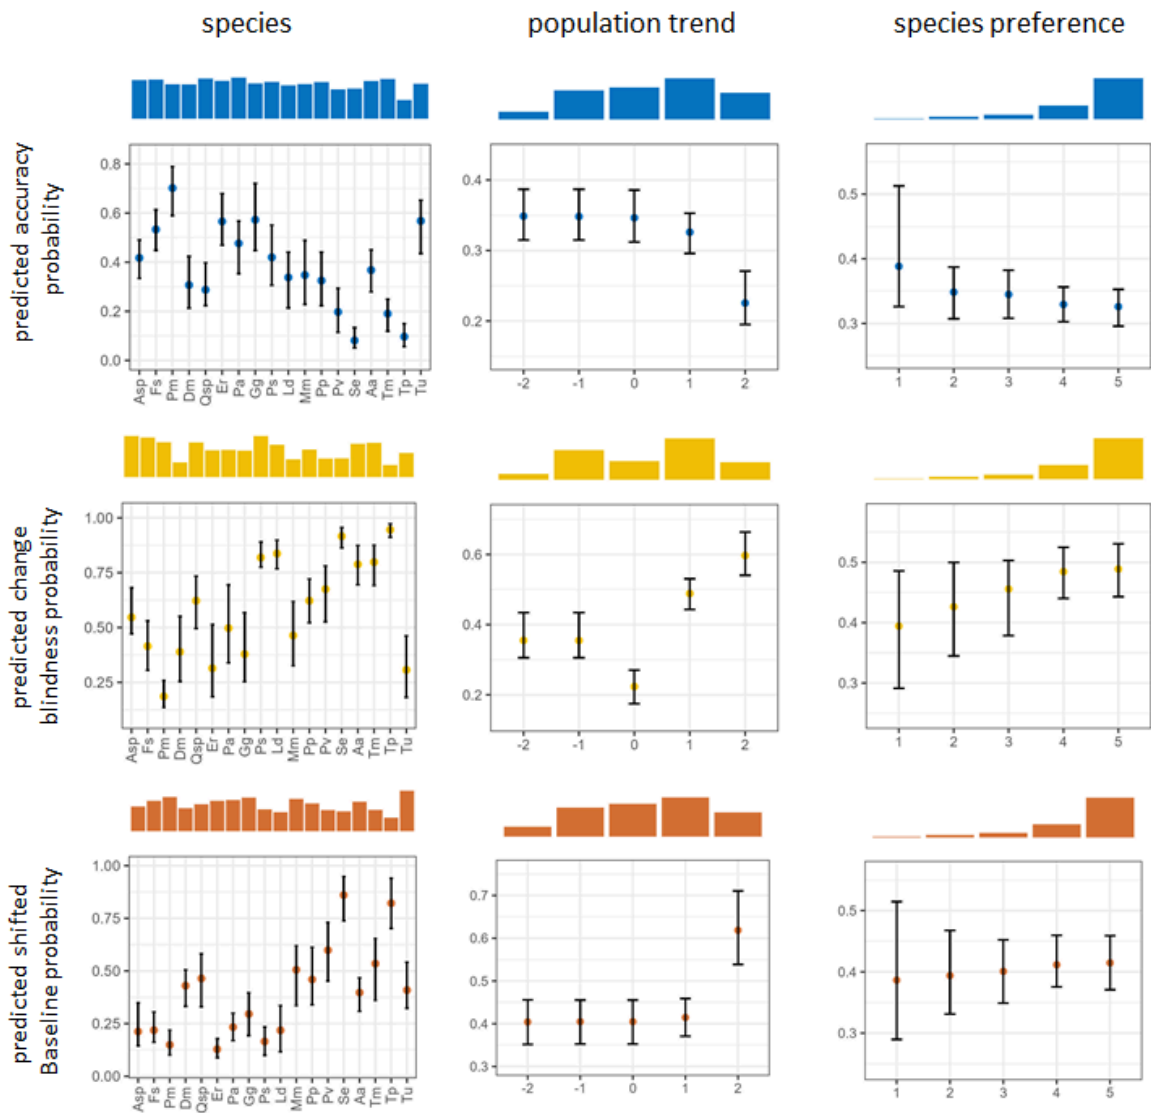 species population trend species preference
predicted accuracy
probability
0.8
0.6
0.4
0.2
0.0
Asp Fs Pm Dm Qsp Er Pa Gg Ps Ld Mm Pp Pv Se Aa Tm Tp Tu
0.4
0.3
0.2
-2 -1 0 1 2
0.5
0.4
0.3
1 2 3 4 5
predicted change
blindness probability
1.00
0.75
0.50
0.25
Asp Fs Pm Dm Qsp Er Pa Gg Ps Ld Mm Pp Pv Se Aa Tm Tp Tu
0.6
0.4
0.2
-2 -1 0 1 2
0.5
0.4
0.3
1 2 3 4 5
predicted shifted
Baseline probability
1.00
0.75
0.50
0.25
0.00
Asp Fs Pm Dm Qsp Er Pa Gg Ps Ld Mm Pp Pv Se Aa Tm Tp Tu
0.7
0.6
0.5
0.4
0.3
-2 -1 0 1 2
0.5
0.4
0.3
1 2 3 4 5